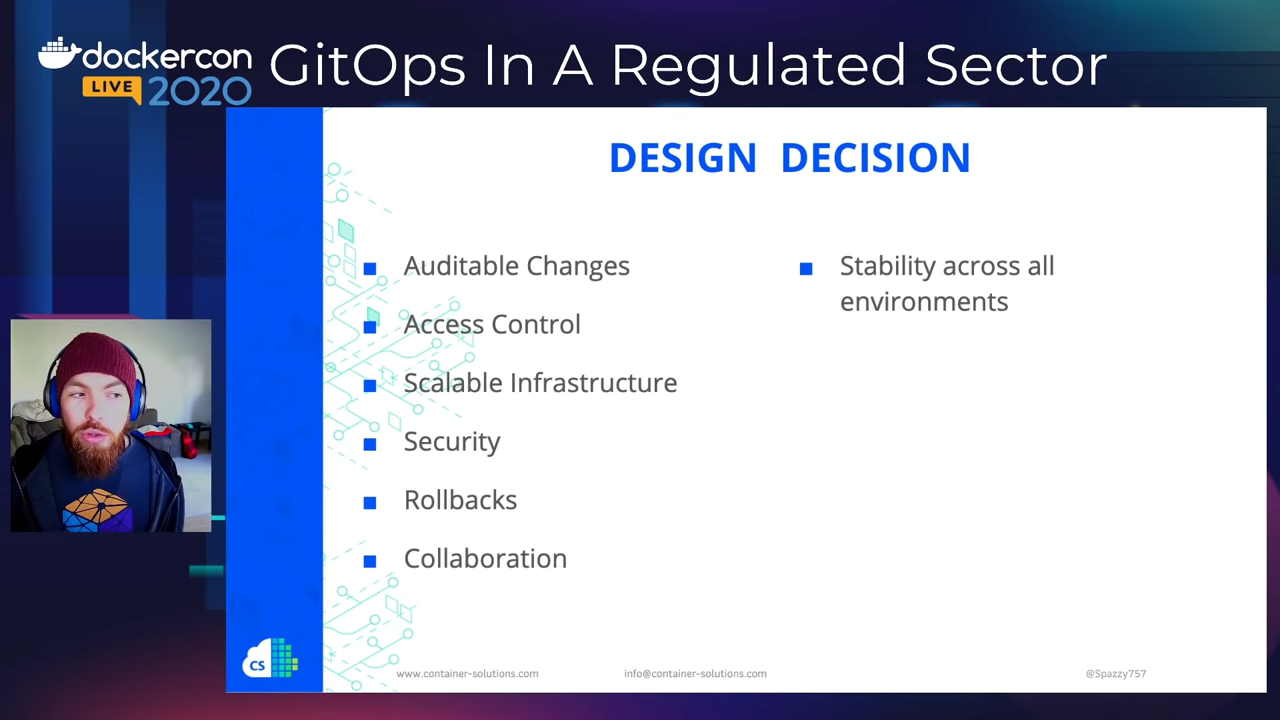 dockercon
LIVE 2020
GitOps In A Regulated Sector
DESIGN DECISION
Auditable Changes
Access Control
Scalable Infrastructure
Security
Rollbacks
Collaboration
Stability across all
environments
CS
www.container-solutions.com
info@container-solutions.com
@Spazzy757